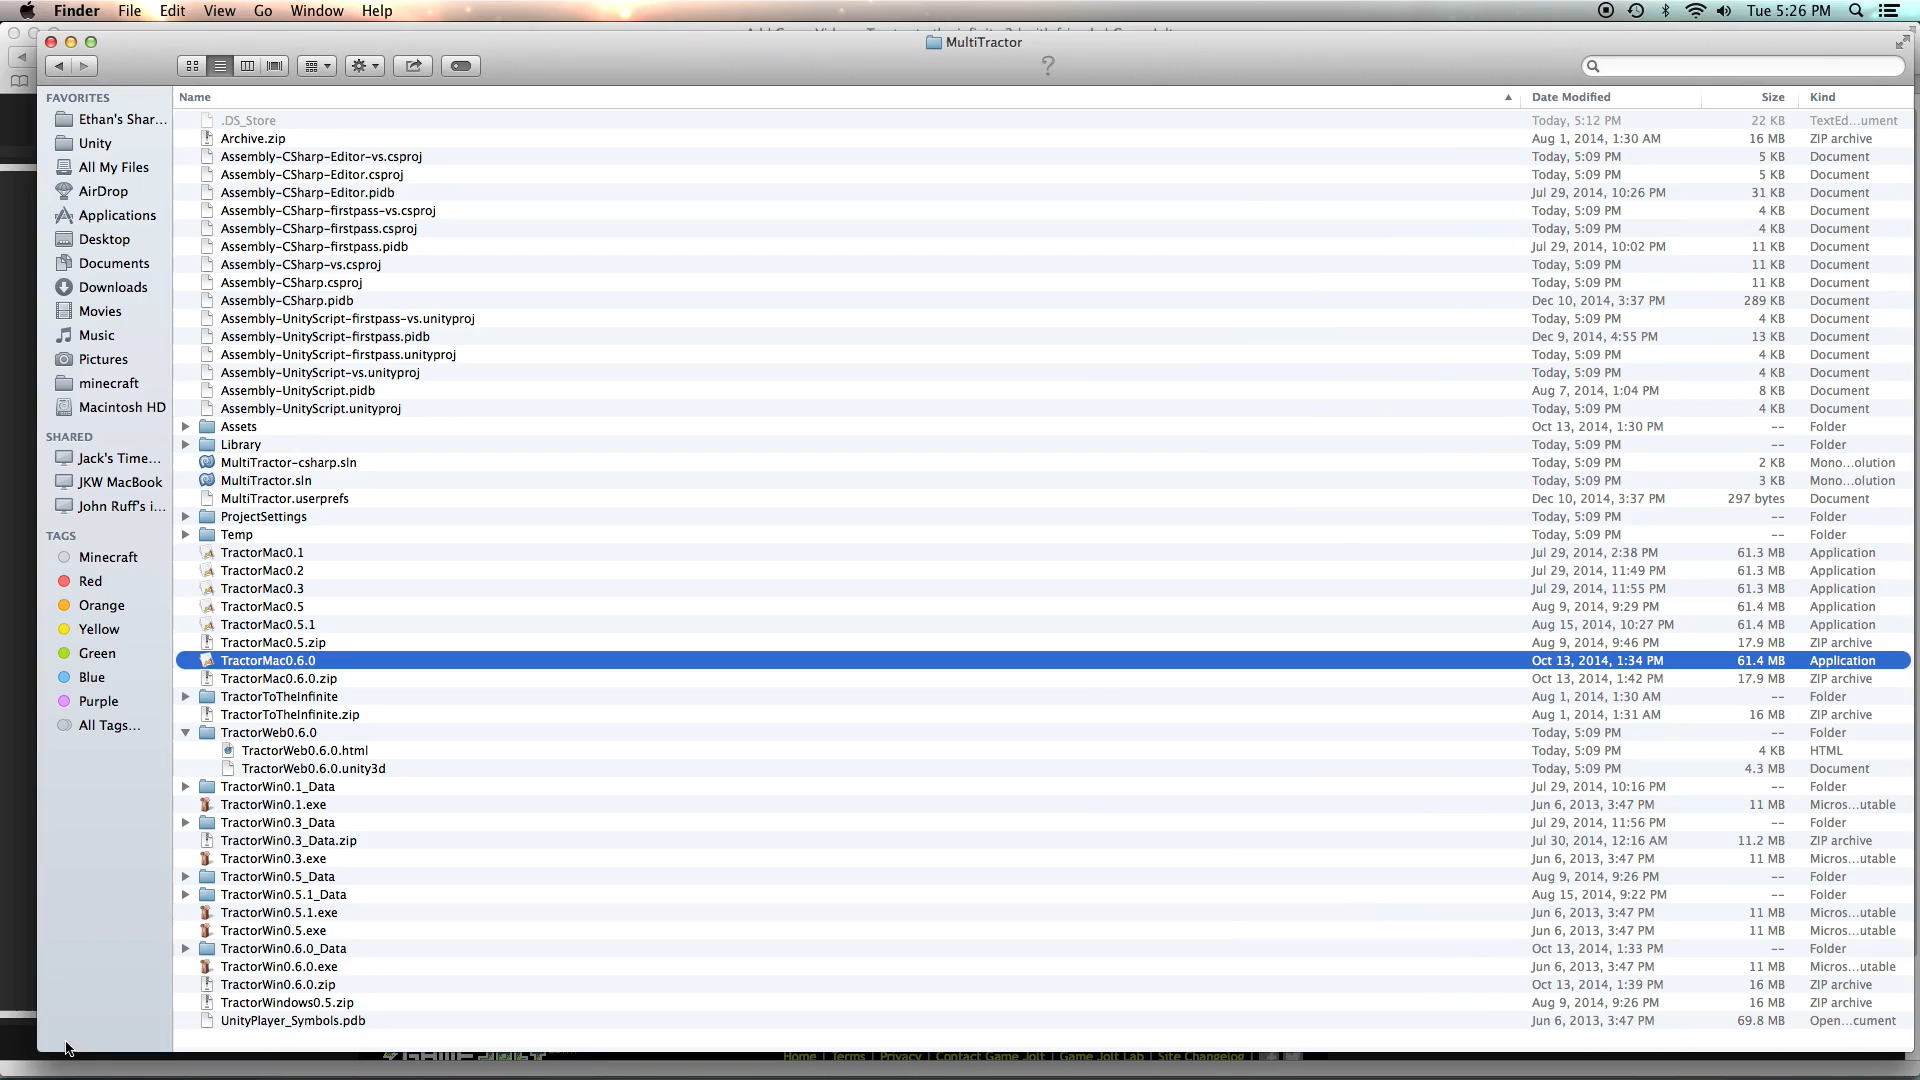 Finder File Edit View Go Window Help Tue 5:26 PM
MultiTractor
FAVORITES
Ethan's Shar...
Unity
All My Files
AirDrop
Applications
Desktop
Documents
Downloads
Movies
Music
Pictures
minecraft
Macintosh HD
SHARED
Jack's Time...
JKW MacBook
John Ruff's i...
TAGS
Minecraft
Red
Orange
Yellow
Green
Blue
Purple
All Tags...
Name Date Modified Size Kind
.DS_Store Today, 5:12 PM 22 KB TextEd...ument
Archive.zip Aug 1, 2014, 1:30 AM 16 MB ZIP archive
Assembly-CSharp-Editor-vs.csproj Today, 5:09 PM 5 KB Document
Assembly-CSharp-Editor.csproj Today, 5:09 PM 5 KB Document
Assembly-CSharp-Editor.pidb Jul 29, 2014, 10:26 PM 31 KB Document
Assembly-CSharp-firstpass-vs.csproj Today, 5:09 PM 4 KB Document
Assembly-CSharp-firstpass.csproj Today, 5:09 PM 4 KB Document
Assembly-CSharp-firstpass.pidb Jul 29, 2014, 10:02 PM 11 KB Document
Assembly-CSharp-vs.csproj Today, 5:09 PM 11 KB Document
Assembly-CSharp.csproj Today, 5:09 PM 11 KB Document
Assembly-CSharp.pidb Dec 10, 2014, 3:37 PM 289 KB Document
Assembly-UnityScript-firstpass-vs.unityproj Today, 5:09 PM 4 KB Document
Assembly-UnityScript-firstpass.pidb Dec 9, 2014, 4:55 PM 13 KB Document
Assembly-UnityScript-firstpass.unityproj Today, 5:09 PM 4 KB Document
Assembly-UnityScript-vs.unityproj Today, 5:09 PM 4 KB Document
Assembly-UnityScript.pidb Aug 7, 2014, 1:04 PM 8 KB Document
Assembly-UnityScript.unityproj Today, 5:09 PM 4 KB Document
Assets Oct 13, 2014, 1:30 PM -- Folder
Library Today, 5:09 PM -- Folder
MultiTractor-csharp.sln Today, 5:09 PM 2 KB Mono...olution
MultiTractor.sln Today, 5:09 PM 3 KB Mono...olution
MultiTractor.userprefs Dec 10, 2014, 3:37 PM 297 bytes Document
ProjectSettings Today, 5:09 PM -- Folder
Temp Today, 5:09 PM -- Folder
TractorMac0.1 Jul 29, 2014, 2:38 PM 61.3 MB Application
TractorMac0.2 Jul 29, 2014, 11:49 PM 61.3 MB Application
TractorMac0.3 Jul 29, 2014, 11:55 PM 61.3 MB Application
TractorMac0.5 Aug 9, 2014, 9:29 PM 61.4 MB Application
TractorMac0.5.1 Aug 15, 2014, 10:27 PM 61.4 MB Application
TractorMac0.5.zip Aug 9, 2014, 9:46 PM 17.9 MB ZIP archive
TractorMac0.6.0 Oct 13, 2014, 1:34 PM 61.4 MB Application
TractorMac0.6.0.zip Oct 13, 2014, 1:42 PM 17.9 MB ZIP archive
TractorToTheInfinite Aug 1, 2014, 1:30 AM -- Folder
TractorToTheInfinite.zip Aug 1, 2014, 1:31 AM 16 MB ZIP archive
TractorWeb0.6.0 Today, 5:09 PM -- Folder
TractorWeb0.6.0.html Today, 5:09 PM 4 KB HTML
TractorWeb0.6.0.unity3d Today, 5:09 PM 4.3 MB Document
TractorWin0.1_Data Jul 29, 2014, 10:16 PM -- Folder
TractorWin0.1.exe Jun 6, 2013, 3:47 PM 11 MB Micros...utable
TractorWin0.3_Data Jul 29, 2014, 11:56 PM -- Folder
TractorWin0.3_Data.zip Jul 30, 2014, 12:16 AM 11.2 MB ZIP archive
TractorWin0.3.exe Jun 6, 2013, 3:47 PM 11 MB Micros...utable
TractorWin0.5_Data Aug 9, 2014, 9:26 PM -- Folder
TractorWin0.5.1_Data Aug 15, 2014, 9:22 PM -- Folder
TractorWin0.5.1.exe Jun 6, 2013, 3:47 PM 11 MB Micros...utable
TractorWin0.5.exe Jun 6, 2013, 3:47 PM 11 MB Micros...utable
TractorWin0.6.0_Data Oct 13, 2014, 1:33 PM -- Folder
TractorWin0.6.0.exe Jun 6, 2013, 3:47 PM 11 MB Micros...utable
TractorWin0.6.0.zip Oct 13, 2014, 1:39 PM 16 MB ZIP archive
TractorWindows0.5.zip Aug 9, 2014, 9:26 PM 16 MB ZIP archive
UnityPlayer_Symbols.pdb Jun 6, 2013, 3:47 PM 69.8 MB Open...cument
Home | Terms | Privacy | Contact Game Jolt | Game Jolt Lab | Site Changelog